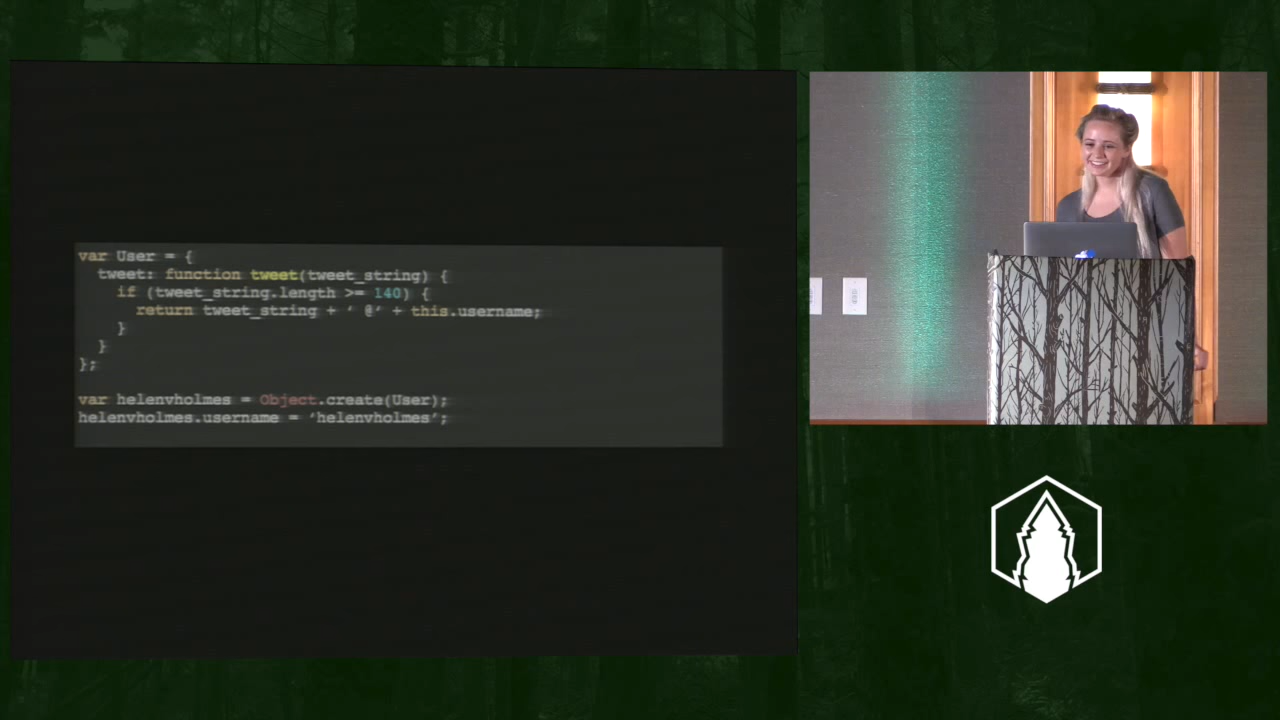 var User = {
  tweet: function tweet(tweet_string) {
    if (tweet_string.length >= 140) {
      return tweet_string + ‘ @’ + this.username;
    }
  }
};
var helenvholmes = Object.create(User);
helenvholmes.username = ‘helenvholmes’;